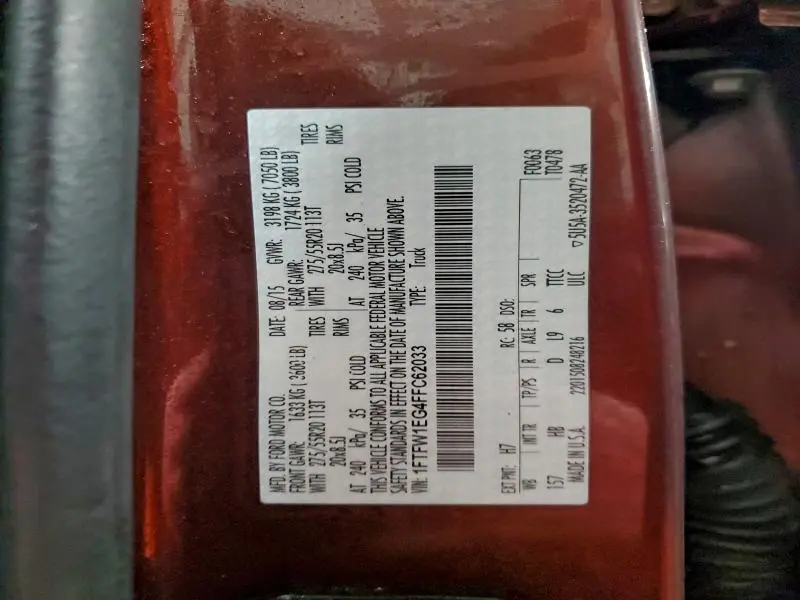 MFD. BY FORD MOTOR CO. DATE: 08/15 GVWR: 3198 KG (7050 LB)
FRONT GAWR: 1633 KG (3600 LB) REAR GAWR: 1724 KG (3800 LB)
WITH 275/55R20 113T TIRES WITH 275/55R20 113T TIRES
20x8.5J RIMS 20x8.5J RIMS
AT 240 kPa/ 35 PSI COLD AT 240 kPa/ 35 PSI COLD
THIS VEHICLE CONFORMS TO ALL APPLICABLE FEDERAL MOTOR VEHICLE
SAFETY STANDARDS IN EFFECT ON THE DATE OF MANUFACTURE SHOWN ABOVE.
VIN: 1FTFW1EG4FFC62033 TYPE: Truck
F0063
EXT PNT: H7 RC: 58 DSO: T0478
WB INT TR TP/PS R AXLE TR SPR
157 HB D L9 6 TTCC
MADE IN U.S.A. 2201508248216 ULC
▽5U5A-3520472-AA